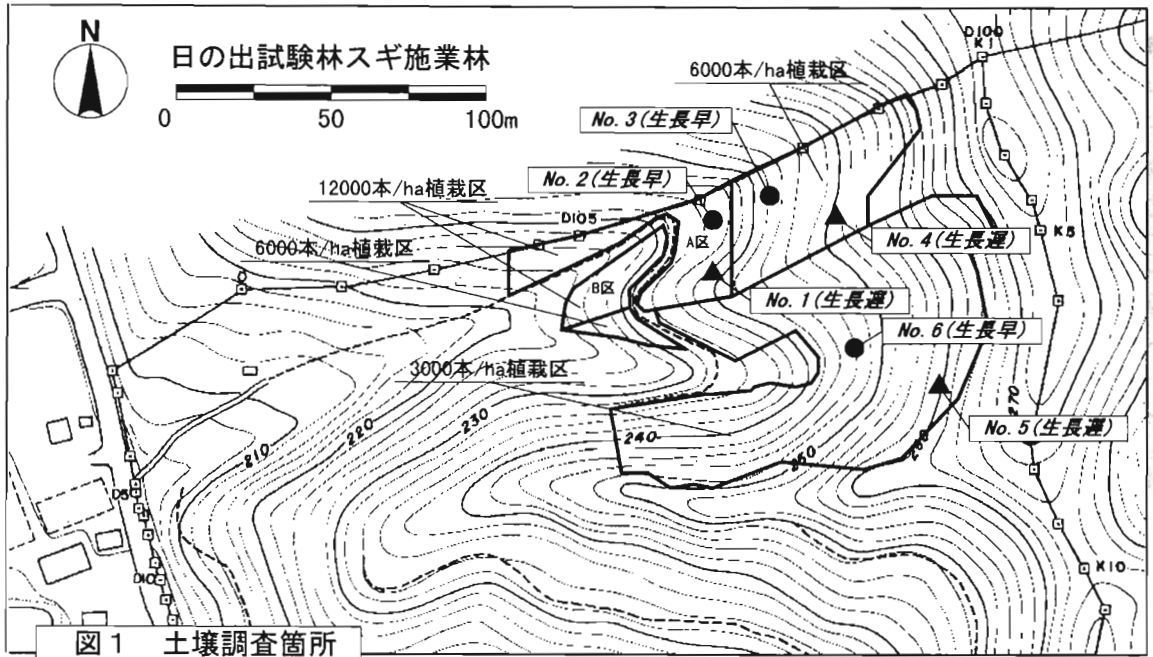 N
日の出試験林スギ施業林
0 50 100m
D100
K1
6000本/ha植栽区
No. 3(生長早)
No. 2(生長早)
12000本/ha植栽区
D105
A区
K5
6000本/ha植栽区
No. 4(生長遅)
B区
No. 1(生長遅)
No. 6(生長早)
3000本/ha植栽区
270
No. 5(生長遅)
230
220
240
260
210
D5
D10
K10
図1 土壌調査箇所